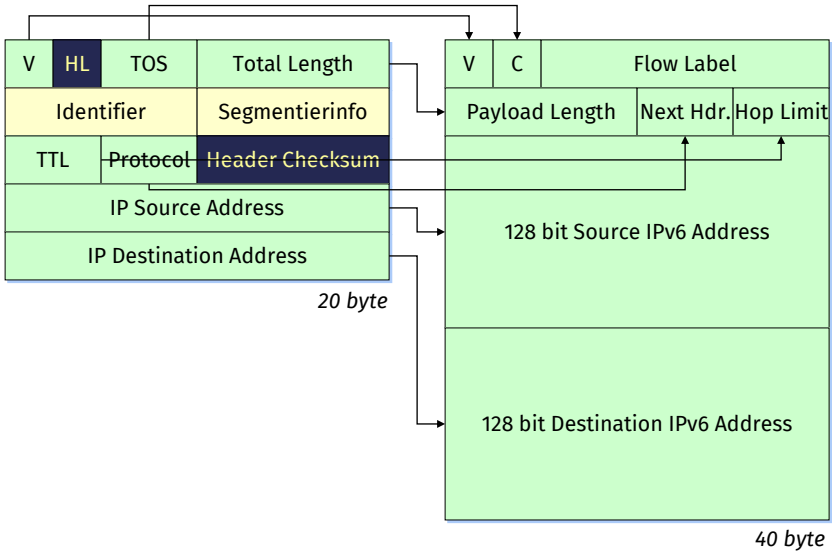 V HL TOS Total Length
Identifier Segmentierinfo
TTL Protocol Header Checksum
IP Source Address
IP Destination Address
20 byte
V C Flow Label
Payload Length Next Hdr. Hop Limit
128 bit Source IPv6 Address
128 bit Destination IPv6 Address
40 byte